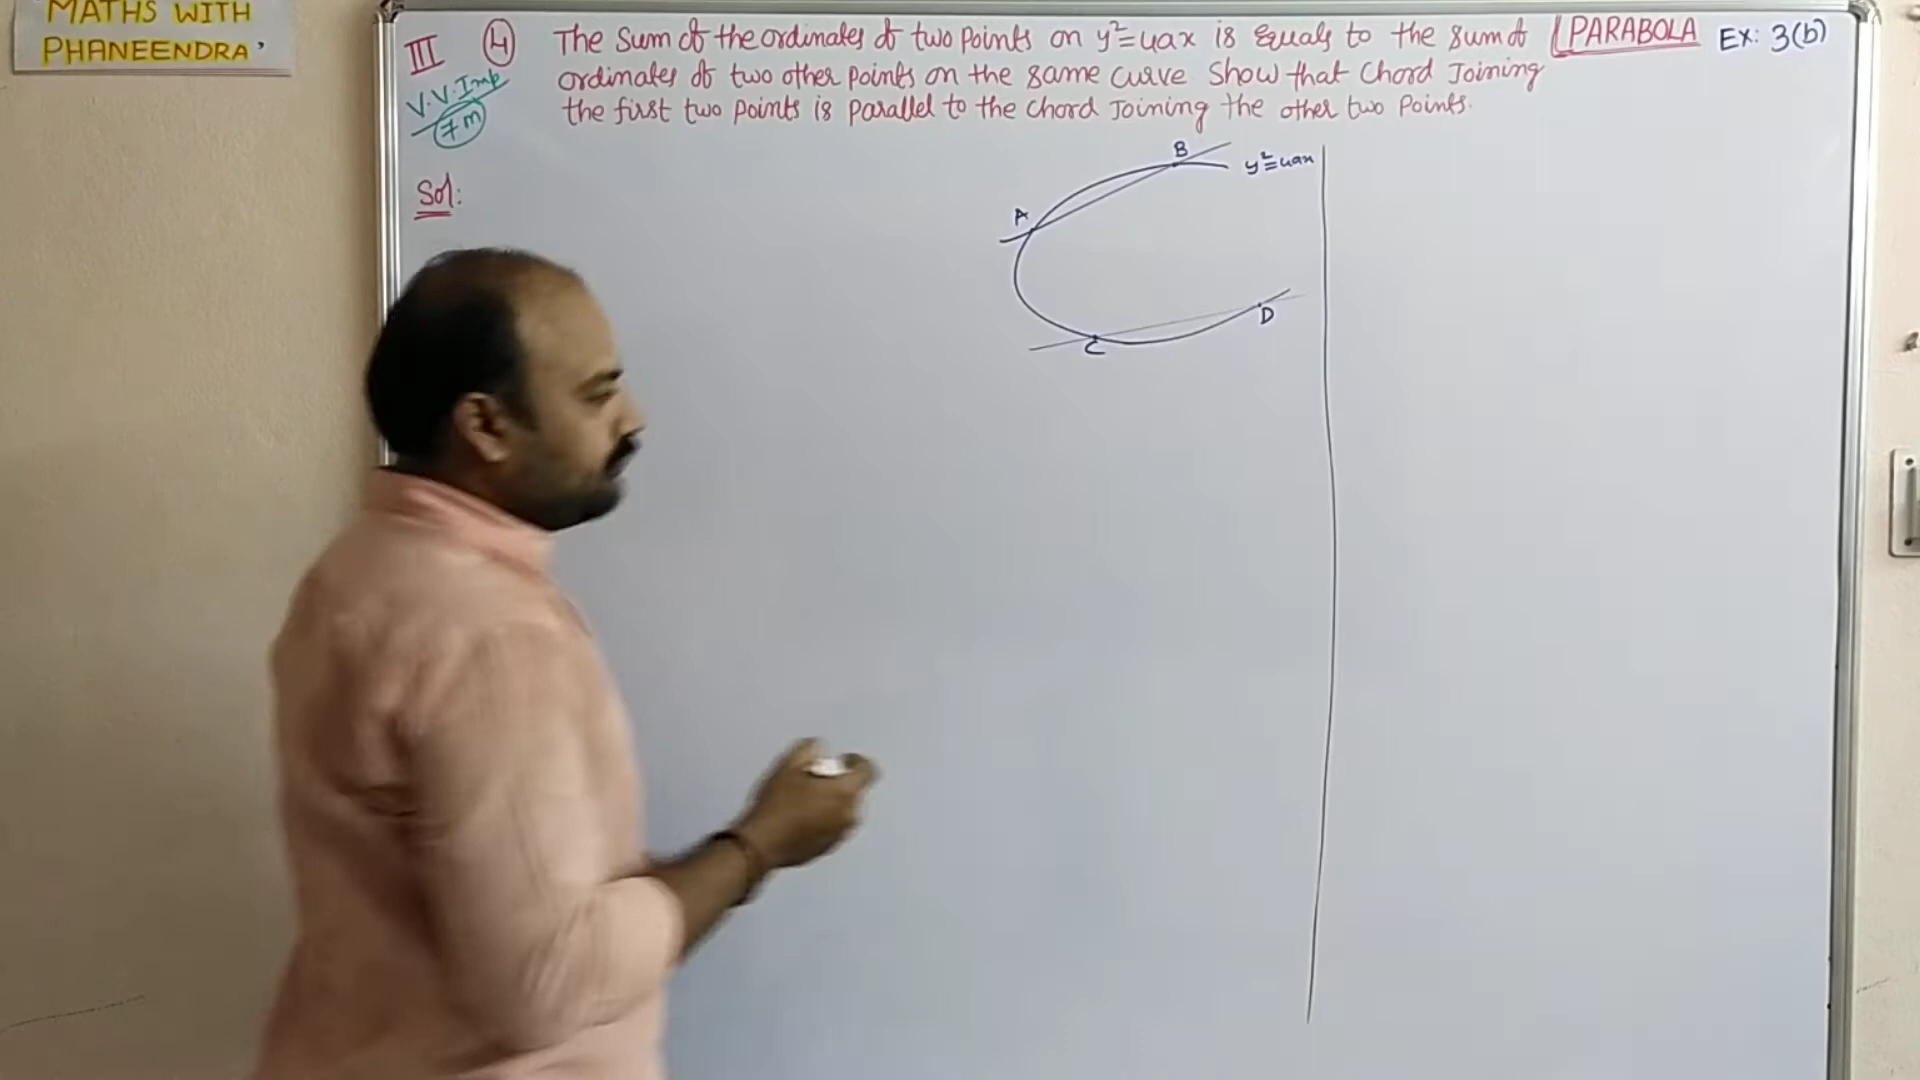 MATHS WITH
PHANEENDRA'
III 4 The Sum of the ordinates of two points on y²=4ax is Equals to the sum of
ordinates of two other points on the same curve Show that Chord Joining
the first two points is parallel to the chord Joining the other two Points.
PARABOLA Ex: 3(b)
V.V.Imp
7m
Sol:
A
B
y²=4ax
C
D